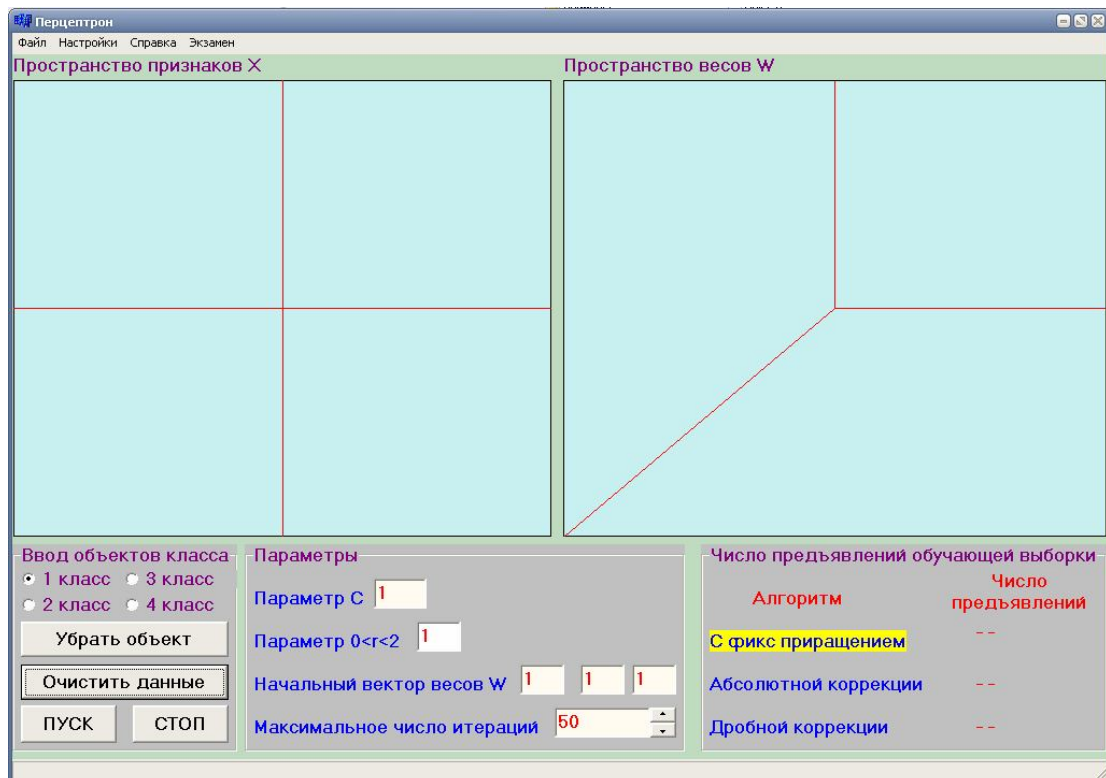 Перцептрон
Файл Настройки Справка Экзамен
Пространство признаков X
Пространство весов W
Ввод объектов класса
1 класс 3 класс
2 класс 4 класс
Убрать объект
Очистить данные
ПУСК СТОП
Параметры
Параметр C 1
Параметр 0<r<2 1
Начальный вектор весов W 1 1 1
Максимальное число итераций 50
Число предъявлений обучающей выборки
Алгоритм
Число
предъявлений
С фикс приращением --
Абсолютной коррекции --
Дробной коррекции --